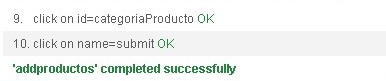 9. click on id=categoriaProducto OK
10. click on name=submit OK
'addproductos' completed successfully